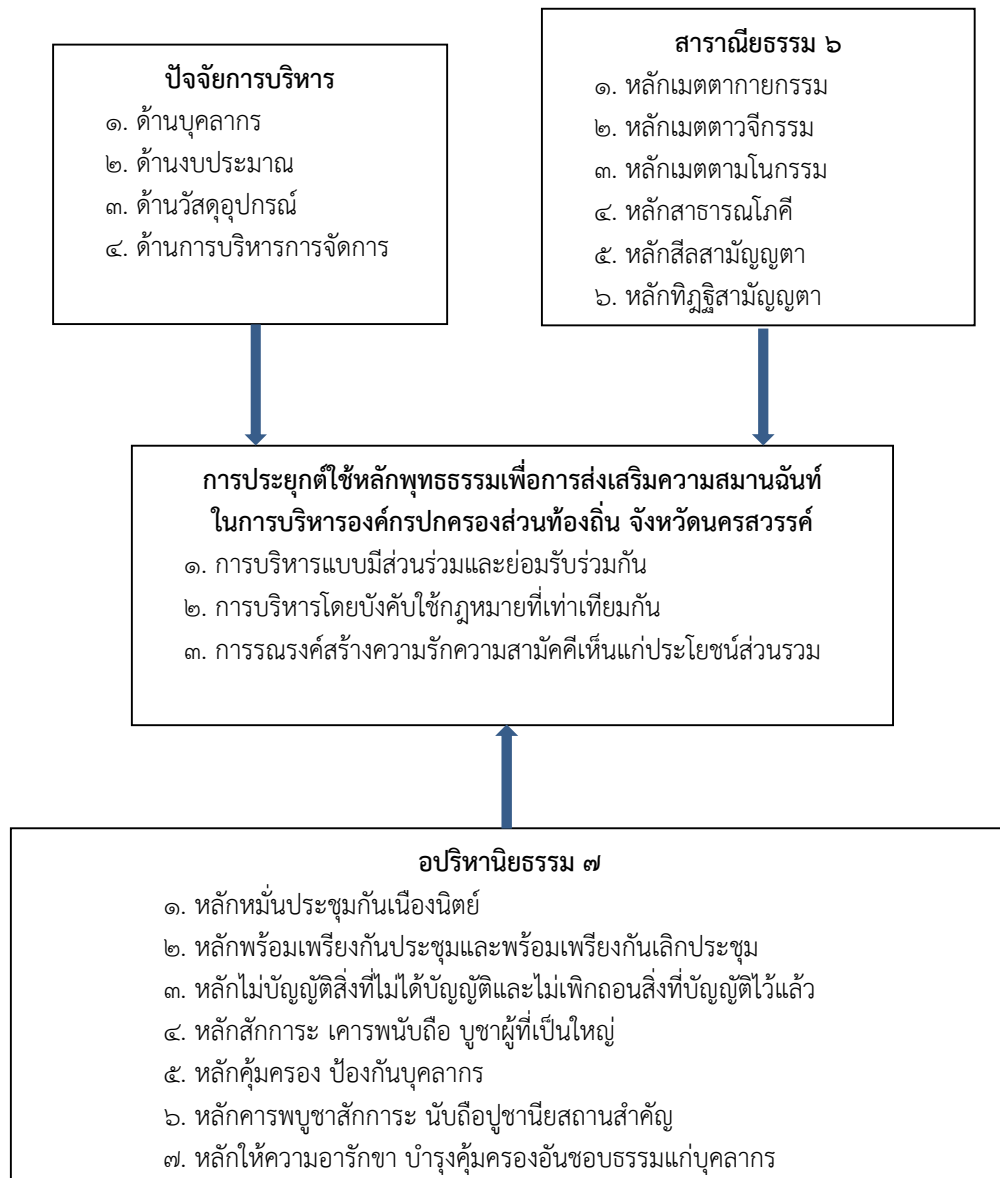 ปัจจัยการบริหาร
๑. ด้านบุคลากร
๒. ด้านงบประมาณ
๓. ด้านวัสดุอุปกรณ์
๔. ด้านการบริหารการจัดการ
สาราณียธรรม ๖
๑. หลักเมตตากายกรรม
๒. หลักเมตตาวจีกรรม
๓. หลักเมตตามโนกรรม
๔. หลักสาธารณโภคี
๕. หลักสีลสามัญญตา
๖. หลักทิฏฐิสามัญญตา
การประยุกต์ใช้หลักพุทธธรรมเพื่อการส่งเสริมความสมานฉันท์
ในการบริหารองค์กรปกครองส่วนท้องถิ่น จังหวัดนครสวรรค์
๑. การบริหารแบบมีส่วนร่วมและย่อมรับร่วมกัน
๒. การบริหารโดยบังคับใช้กฎหมายที่เท่าเทียมกัน
๓. การรณรงค์สร้างความรักความสามัคคีเห็นแก่ประโยชน์ส่วนรวม
อปริหานิยธรรม ๗
๑. หลักหมั่นประชุมกันเนืองนิตย์
๒. หลักพร้อมเพรียงกันประชุมและพร้อมเพรียงกันเลิกประชุม
๓. หลักไม่บัญญัติสิ่งที่ไม่ได้บัญญัติและไม่เพิกถอนสิ่งที่บัญญัติไว้แล้ว
๔. หลักสักการะ เคารพนับถือ บูชาผู้ที่เป็นใหญ่
๕. หลักคุ้มครอง ป้องกันบุคลากร
๖. หลักคารพบูชาสักการะ นับถือปูชานียสถานสำคัญ
๗. หลักให้ความอารักขา บำรุงคุ้มครองอันชอบธรรมแก่บุคลากร